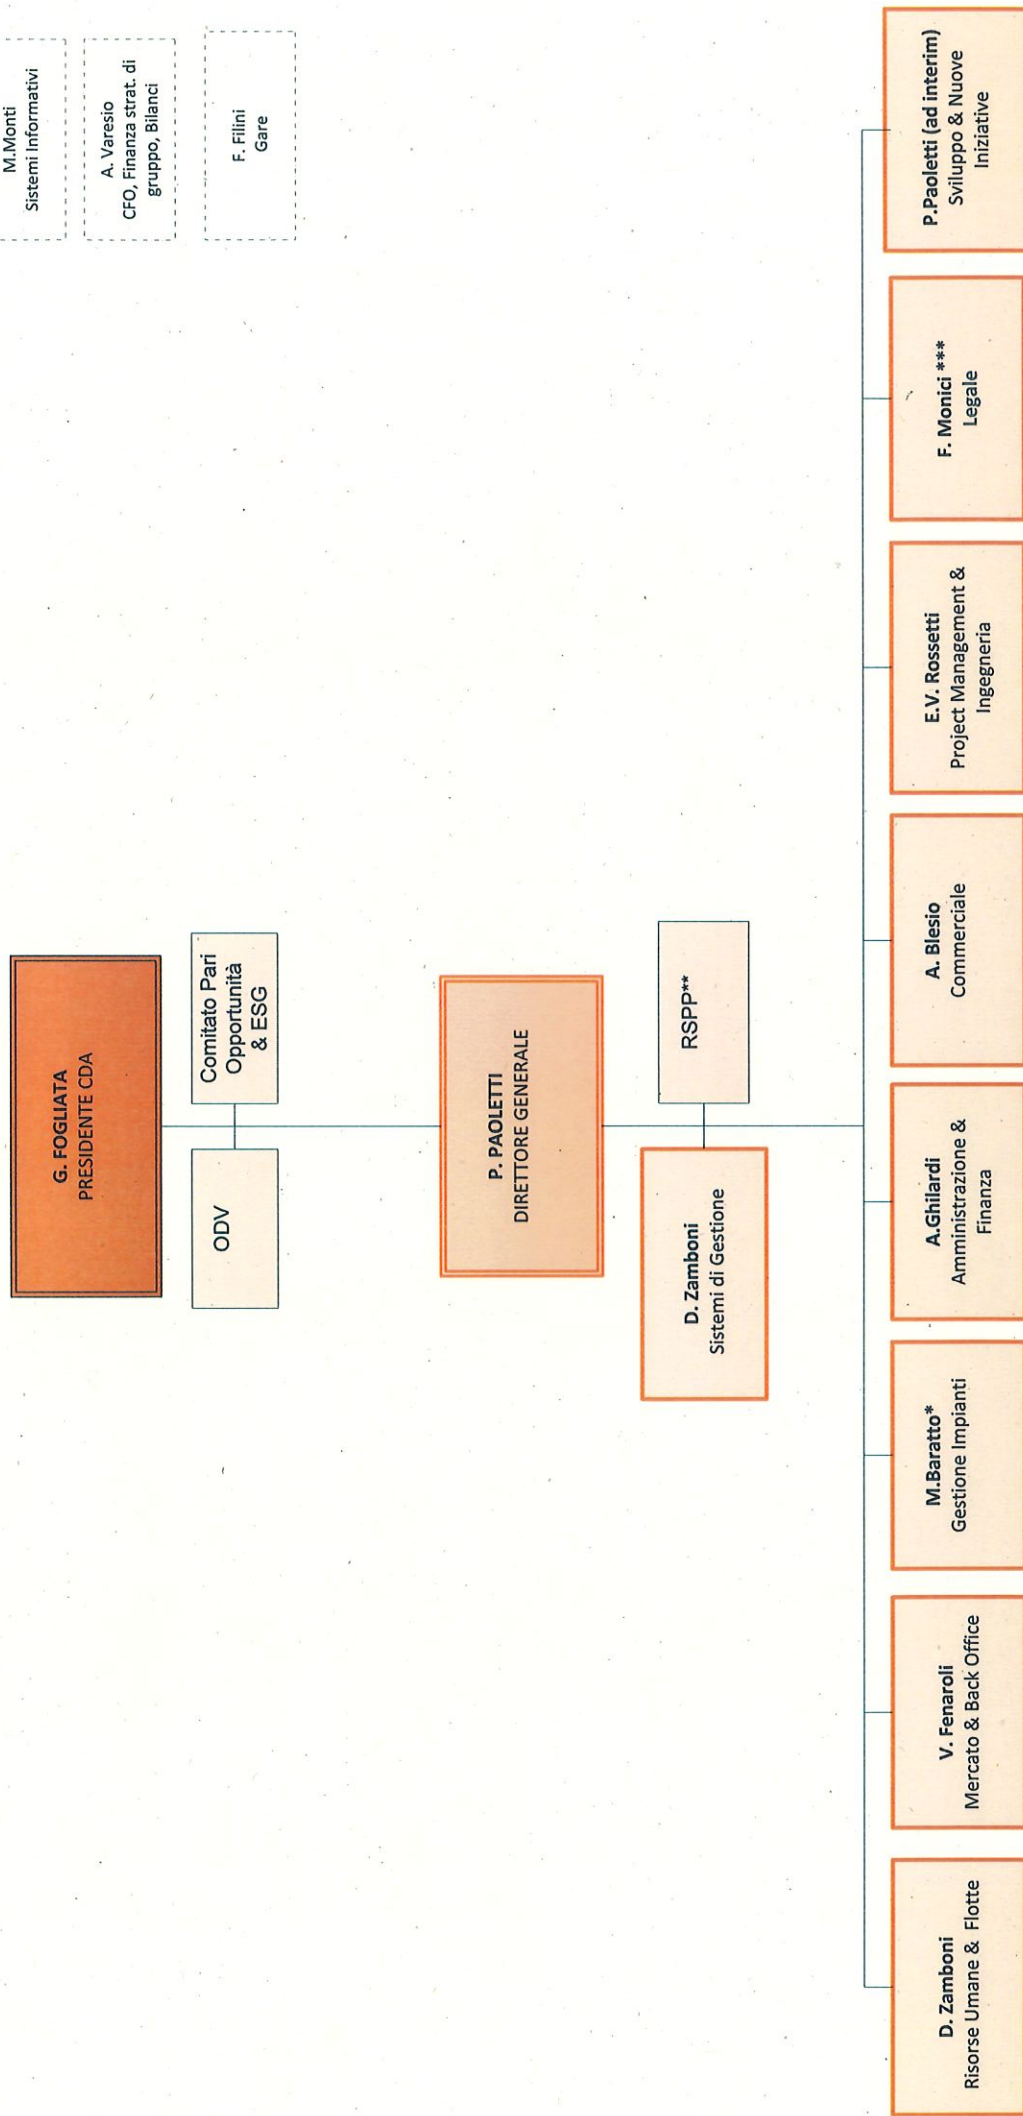 M.Monti
Sistemi Informativi
A. Varesio
CFO, Finanza strat. di
gruppo, Bilanci
F. Filini
Gare
G. FOGLIATA
PRESIDENTE CDA
ODV
Comitato Pari
Opportunità
& ESG
P. PAOLETTI
DIRETTORE GENERALE
D. Zamboni
Sistemi di Gestione
RSPP**
D. Zamboni
Risorse Umane & Flotte
V. Fenaroli
Mercato & Back Office
M.Baratto*
Gestione Impianti
A.Ghilardi
Amministrazione &
Finanza
A. Blesio
Commerciale
E.V. Rossetti
Project Management &
Ingegneria
F. Monici ***
Legale
P.Paoletti (ad interim)
Sviluppo & Nuove
Iniziative